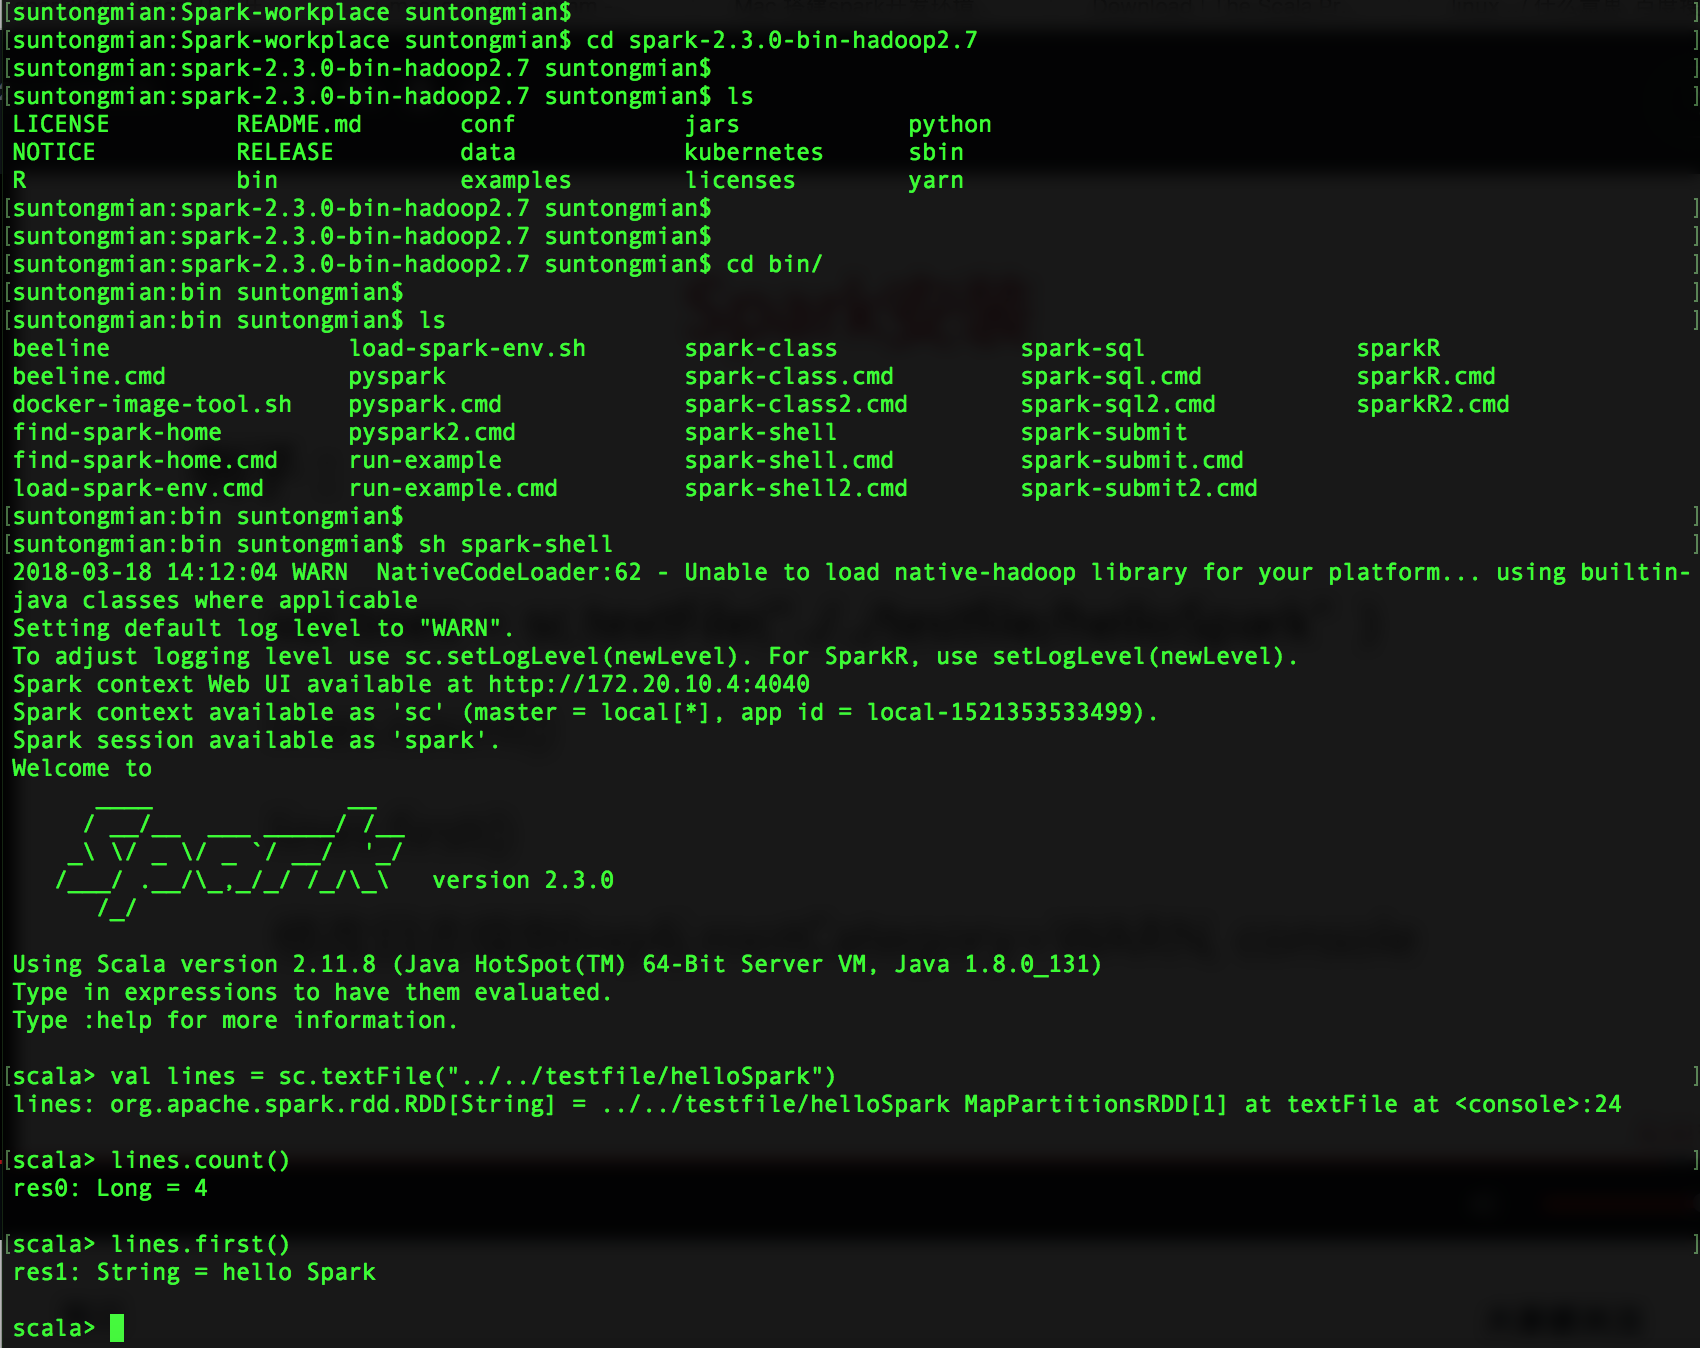 [suntongmian:Spark-workplace suntongmian$ ]
[suntongmian:Spark-workplace suntongmian$ cd spark-2.3.0-bin-hadoop2.7 ]
[suntongmian:spark-2.3.0-bin-hadoop2.7 suntongmian$ ]
[suntongmian:spark-2.3.0-bin-hadoop2.7 suntongmian$ ls ]
LICENSE README.md conf jars python
NOTICE RELEASE data kubernetes sbin
R bin examples licenses yarn
[suntongmian:spark-2.3.0-bin-hadoop2.7 suntongmian$ ]
[suntongmian:spark-2.3.0-bin-hadoop2.7 suntongmian$ ]
[suntongmian:spark-2.3.0-bin-hadoop2.7 suntongmian$ cd bin/ ]
[suntongmian:bin suntongmian$ ]
[suntongmian:bin suntongmian$ ls ]
beeline load-spark-env.sh spark-class spark-sql sparkR
beeline.cmd pyspark spark-class.cmd spark-sql.cmd sparkR.cmd
docker-image-tool.sh pyspark.cmd spark-class2.cmd spark-sql2.cmd sparkR2.cmd
find-spark-home pyspark2.cmd spark-shell spark-submit
find-spark-home.cmd run-example spark-shell.cmd spark-submit.cmd
load-spark-env.cmd run-example.cmd spark-shell2.cmd spark-submit2.cmd
[suntongmian:bin suntongmian$ ]
[suntongmian:bin suntongmian$ sh spark-shell ]
2018-03-18 14:12:04 WARN  NativeCodeLoader:62 - Unable to load native-hadoop library for your platform... using builtin-
java classes where applicable
Setting default log level to "WARN".
To adjust logging level use sc.setLogLevel(newLevel). For SparkR, use setLogLevel(newLevel).
Spark context Web UI available at http://172.20.10.4:4040
Spark context available as 'sc' (master = local[*], app id = local-1521353533499).
Spark session available as 'spark'.
Welcome to
      ____              __
     / __/__  ___ _____/ /__
    _\ \/ _ \/ _ `/ __/  '_/
   /___/ .__/\_,_/_/ /_/\_\   version 2.3.0
      /_/
Using Scala version 2.11.8 (Java HotSpot(TM) 64-Bit Server VM, Java 1.8.0_131)
Type in expressions to have them evaluated.
Type :help for more information.
[scala> val lines = sc.textFile("../../testfile/helloSpark") ]
lines: org.apache.spark.rdd.RDD[String] = ../../testfile/helloSpark MapPartitionsRDD[1] at textFile at <console>:24
[scala> lines.count() ]
res0: Long = 4
[scala> lines.first() ]
res1: String = hello Spark
scala>